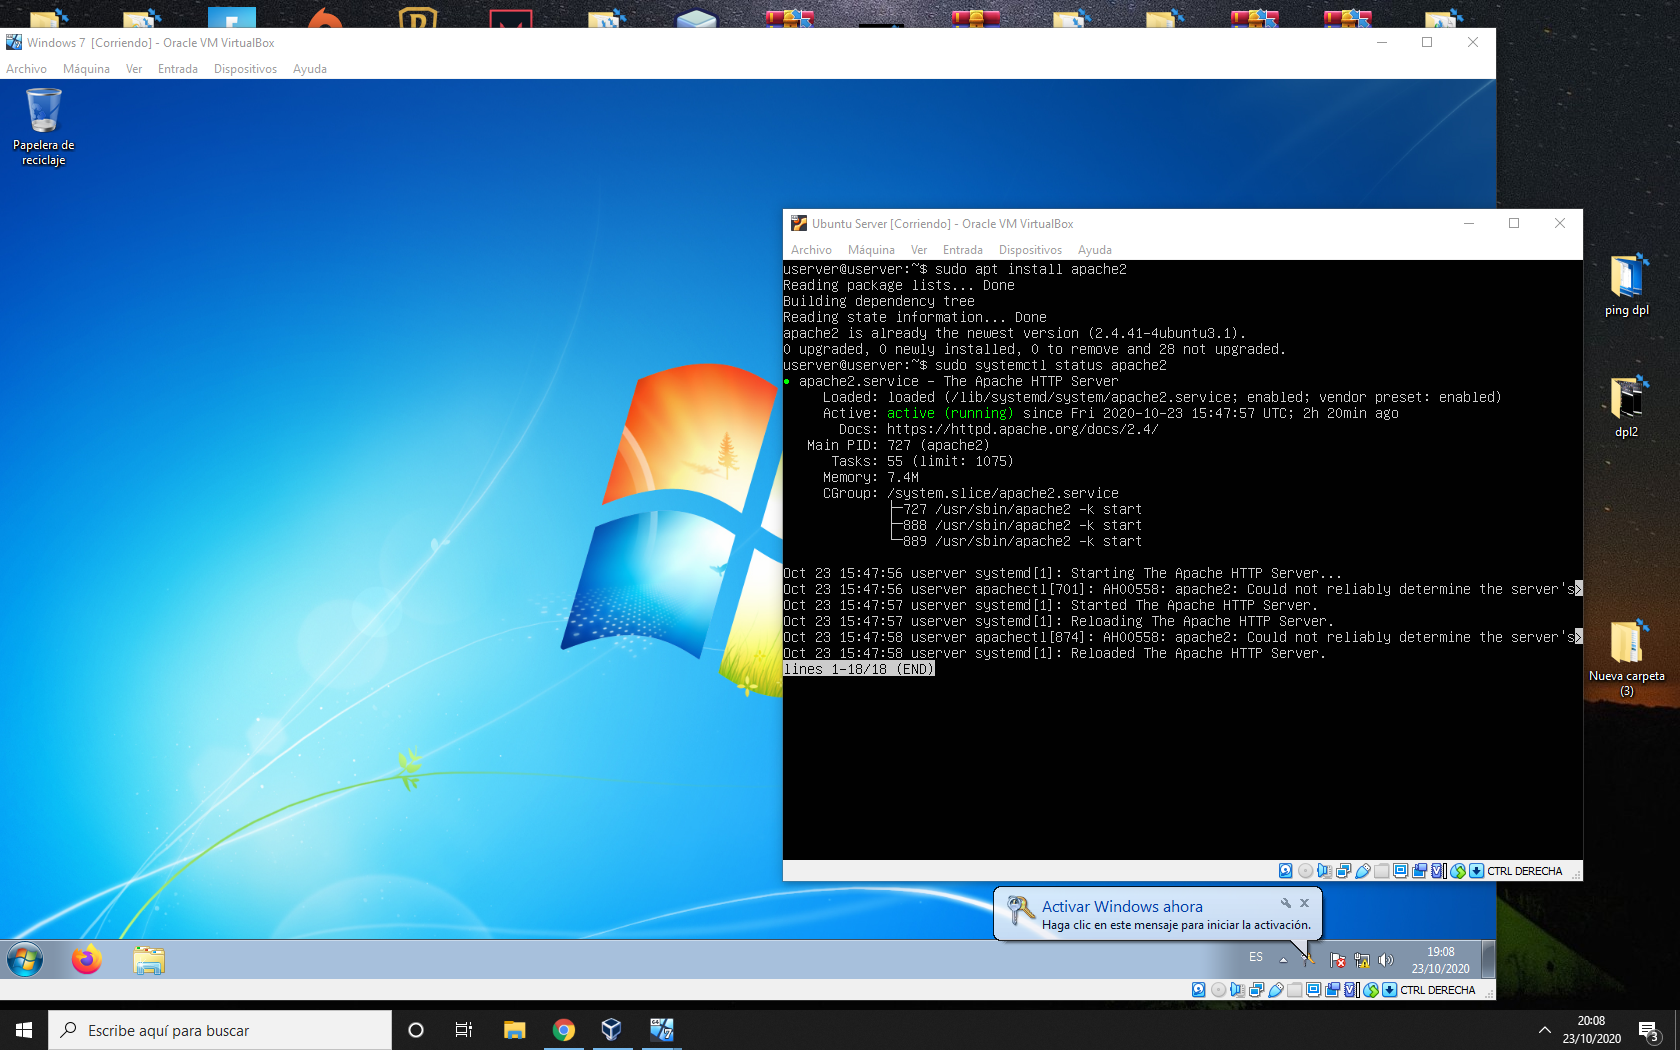 Windows 7 [Corriendo] - Oracle VM VirtualBox
Archivo Máquina Ver Entrada Dispositivos Ayuda
Papelera de
reciclaje
Ubuntu Server [Corriendo] - Oracle VM VirtualBox
Archivo Máquina Ver Entrada Dispositivos Ayuda
userver@userver:~$ sudo apt install apache2
Reading package lists... Done
Building dependency tree
Reading state information... Done
apache2 is already the newest version (2.4.41-4ubuntu3.1).
0 upgraded, 0 newly installed, 0 to remove and 28 not upgraded.
userver@userver:~$ sudo systemctl status apache2
● apache2.service - The Apache HTTP Server
Loaded: loaded (/lib/systemd/system/apache2.service; enabled; vendor preset: enabled)
Active: active (running) since Fri 2020-10-23 15:47:57 UTC; 2h 20min ago
Docs: https://httpd.apache.org/docs/2.4/
Main PID: 727 (apache2)
Tasks: 55 (limit: 1075)
Memory: 7.4M
CGroup: /system.slice/apache2.service
├─727 /usr/sbin/apache2 -k start
├─888 /usr/sbin/apache2 -k start
└─889 /usr/sbin/apache2 -k start
Oct 23 15:47:56 userver systemd[1]: Starting The Apache HTTP Server...
Oct 23 15:47:56 userver apachectl[701]: AH00558: apache2: Could not reliably determine the server's>
Oct 23 15:47:57 userver systemd[1]: Started The Apache HTTP Server.
Oct 23 15:47:57 userver systemd[1]: Reloading The Apache HTTP Server.
Oct 23 15:47:58 userver apachectl[874]: AH00558: apache2: Could not reliably determine the server's>
Oct 23 15:47:58 userver systemd[1]: Reloaded The Apache HTTP Server.
lines 1-18/18 (END)
CTRL DERECHA
ping dpl
dpl2
Nueva carpeta
(3)
Activar Windows ahora
Haga clic en este mensaje para iniciar la activación.
ES
19:08
23/10/2020
CTRL DERECHA
Escribe aquí para buscar
20:08
23/10/2020
3